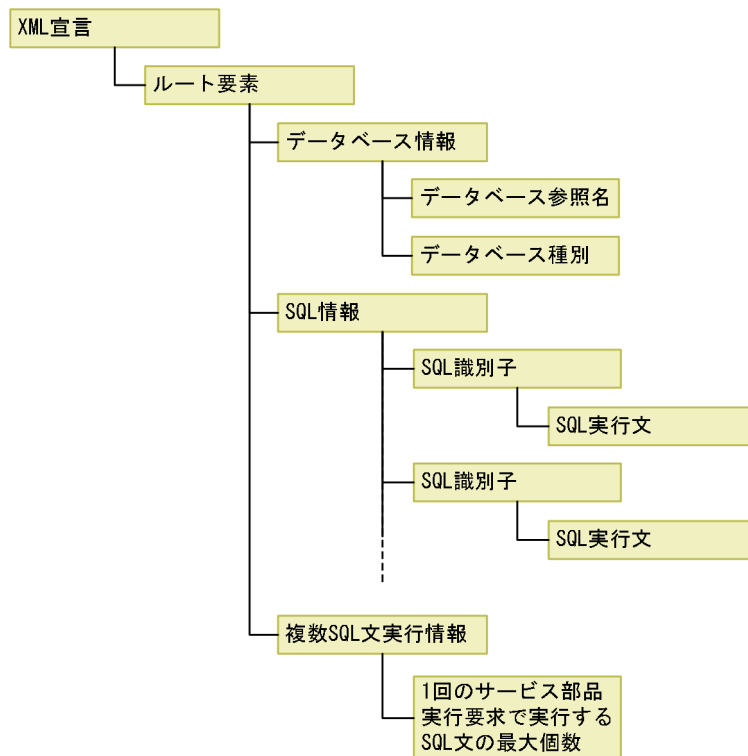 XML宣言
ルート要素
データベース情報
データベース参照名
データベース種別
SQL情報
SQL識別子
SQL実行文
SQL識別子
SQL実行文
複数SQL文実行情報
1回のサービス部品
実行要求で実行する
SQL文の最大個数